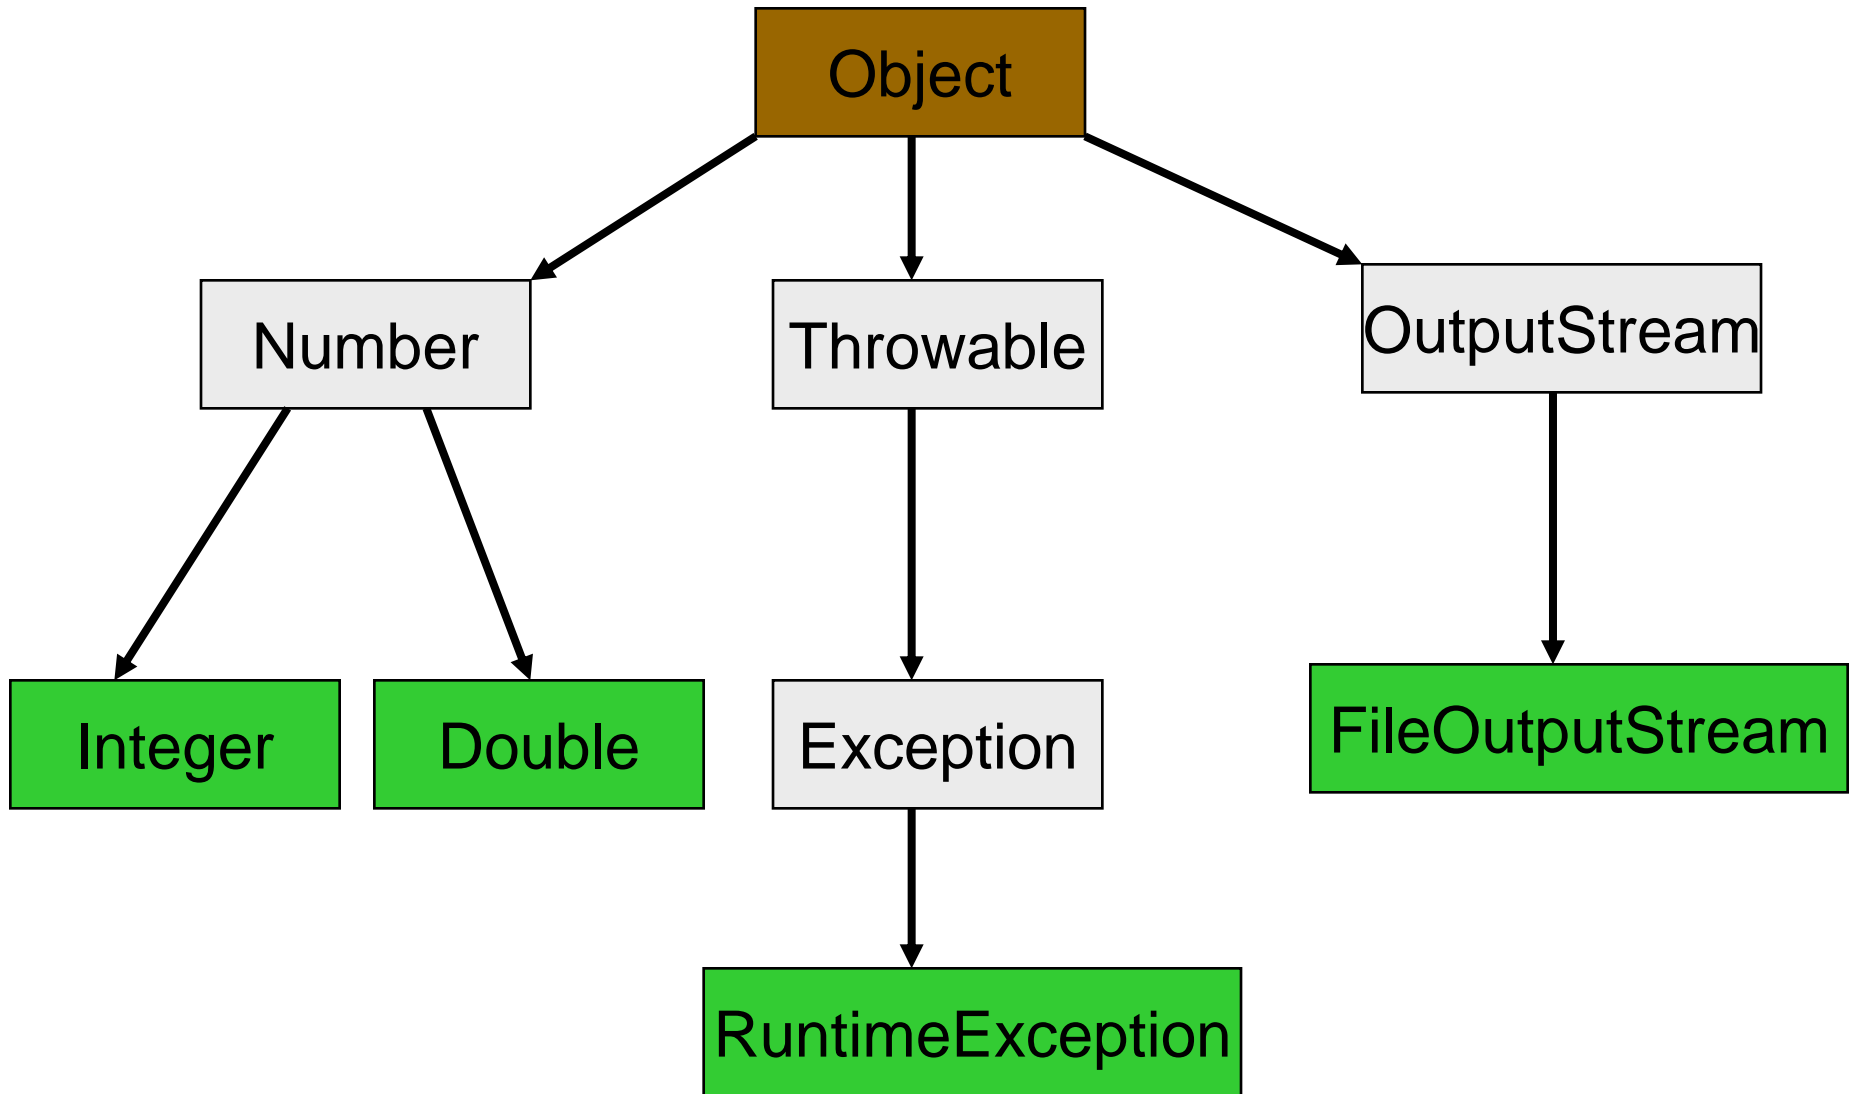 Object
Number
Throwable
OutputStream
Integer
Double
Exception
FileOutputStream
RuntimeException